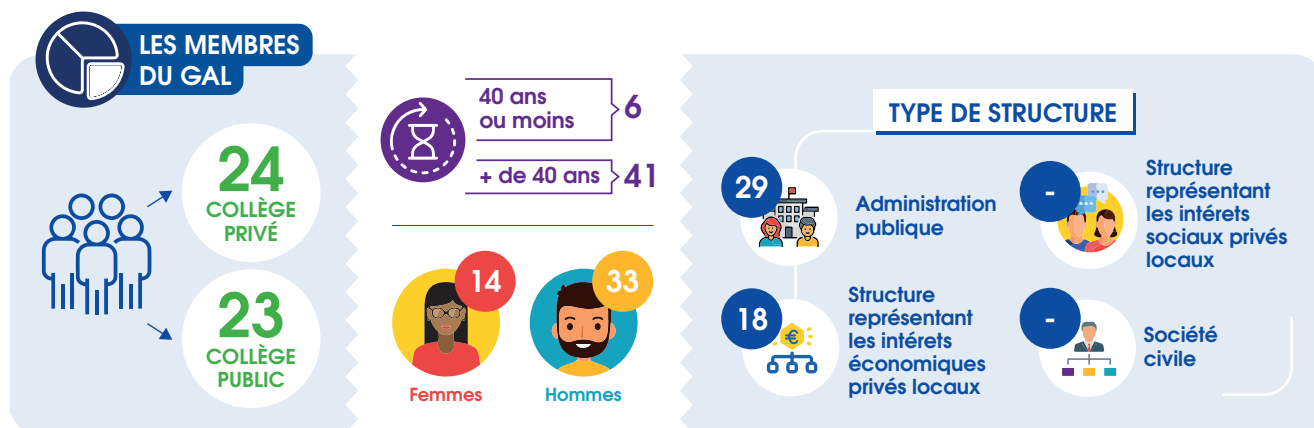 LES MEMBRES
DU GAL
24
COLLÈGE
PRIVÉ
23
COLLÈGE
PUBLIC
40 ans
ou moins
6
+ de 40 ans
41
14
Femmes
33
Hommes
TYPE DE STRUCTURE
29
Administration
publique
-
Structure
représentant
les intérets
sociaux privés
locaux
18
€
Structure
représentant
les intérets
économiques
privés locaux
-
Société
civile